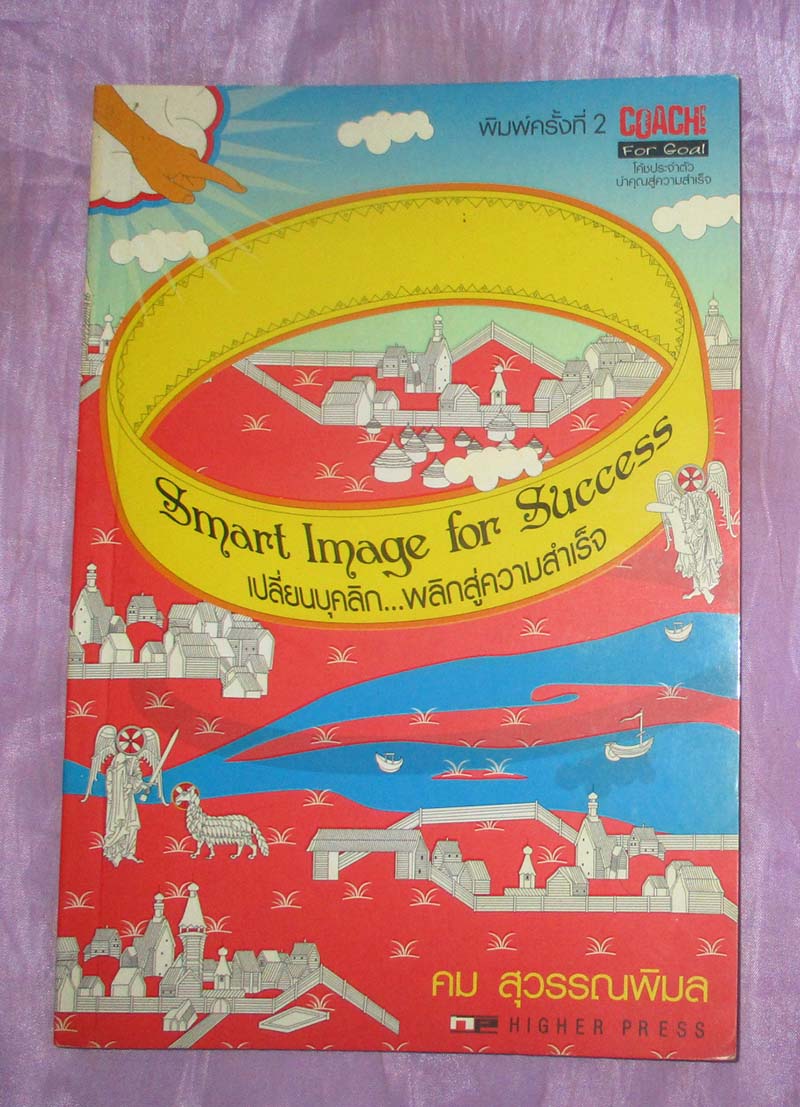 พิมพ์ครั้งที่ 2
COACH!
For Goal
โค้ชประจำตัว
นำคุณสู่ความสำเร็จ
Smart Image for Success
เปลี่ยนบุคลิก...พลิกสู่ความสำเร็จ
คม สุวรรณพิมล
HIGHER PRESS